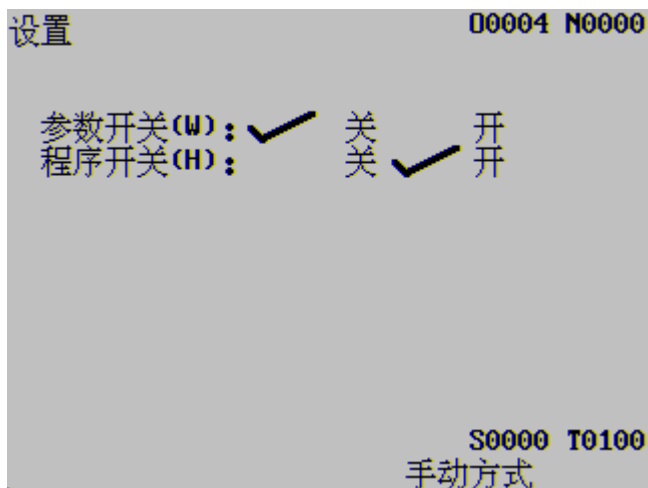 设置 O0004 N0000
参数开关(W): 关 开
程序开关(H): 关 开
S0000 T0100
手动方式